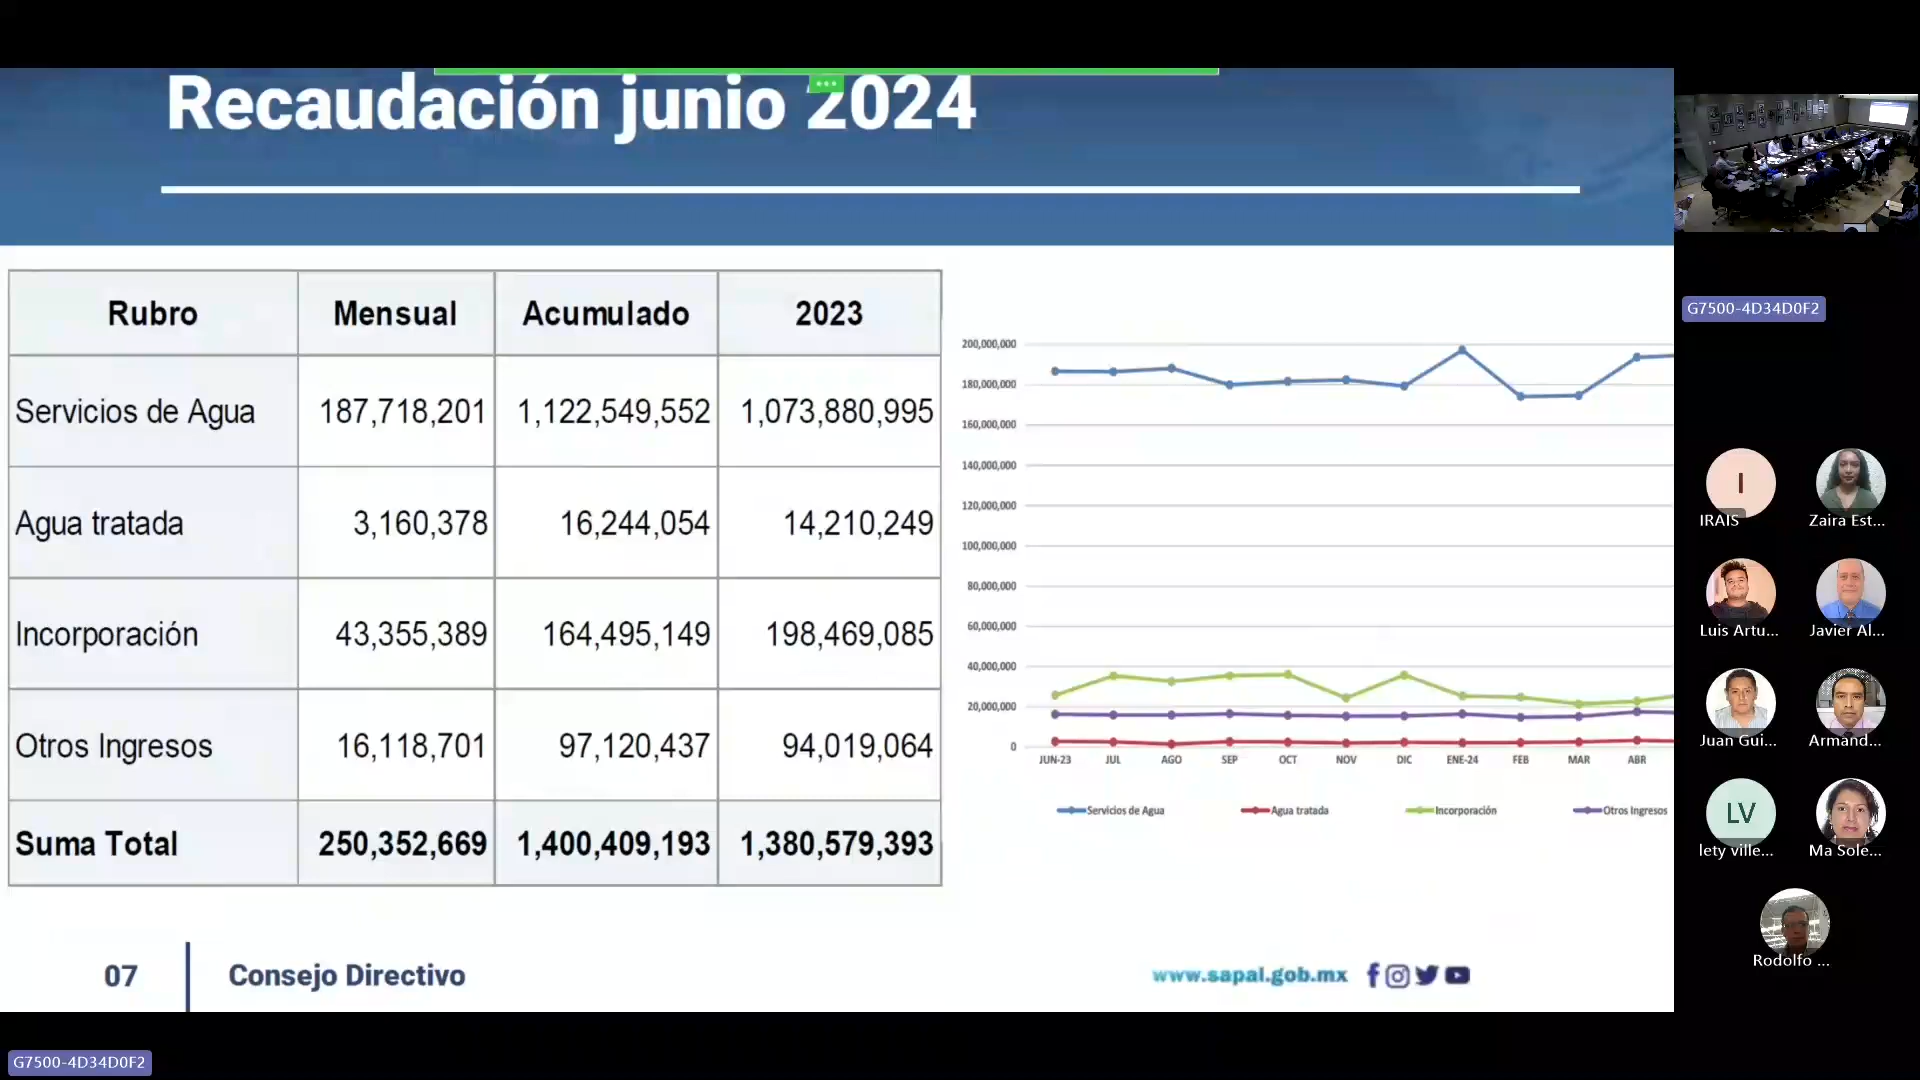 Recaudación junio 2024
Rubro Mensual Acumulado 2023
Servicios de Agua 187,718,201 1,122,549,552 1,073,880,995
Agua tratada 3,160,378 16,244,054 14,210,249
Incorporación 43,355,389 164,495,149 198,469,085
Otros Ingresos 16,118,701 97,120,437 94,019,064
Suma Total 250,352,669 1,400,409,193 1,380,579,393
200,000,000
180,000,000
160,000,000
140,000,000
120,000,000
100,000,000
80,000,000
60,000,000
40,000,000
20,000,000
0
JUN-23 JUL AGO SEP OCT NOV DIC ENE-24 FEB MAR ABR
Servicios de Agua Agua tratada Incorporación Otros Ingresos
07 Consejo Directivo
www.sapal.gob.mx
G7500-4D34D0F2
I
IRAIS Zaira Est...
Luis Artu... Javier Al...
Juan Gui... Armand...
LV
lety ville... Ma Sole...
Rodolfo ...
G7500-4D34D0F2